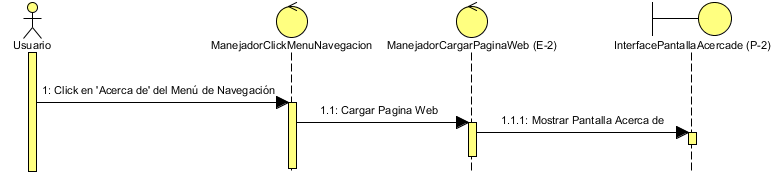 Usuario
ManejadorClickMenuNavegacion
ManejadorCargarPaginaWeb (E-2)
InterfacePantallaAcercade (P-2)
1: Click en 'Acerca de' del Menú de Navegación
1.1: Cargar Pagina Web
1.1.1: Mostrar Pantalla Acerca de